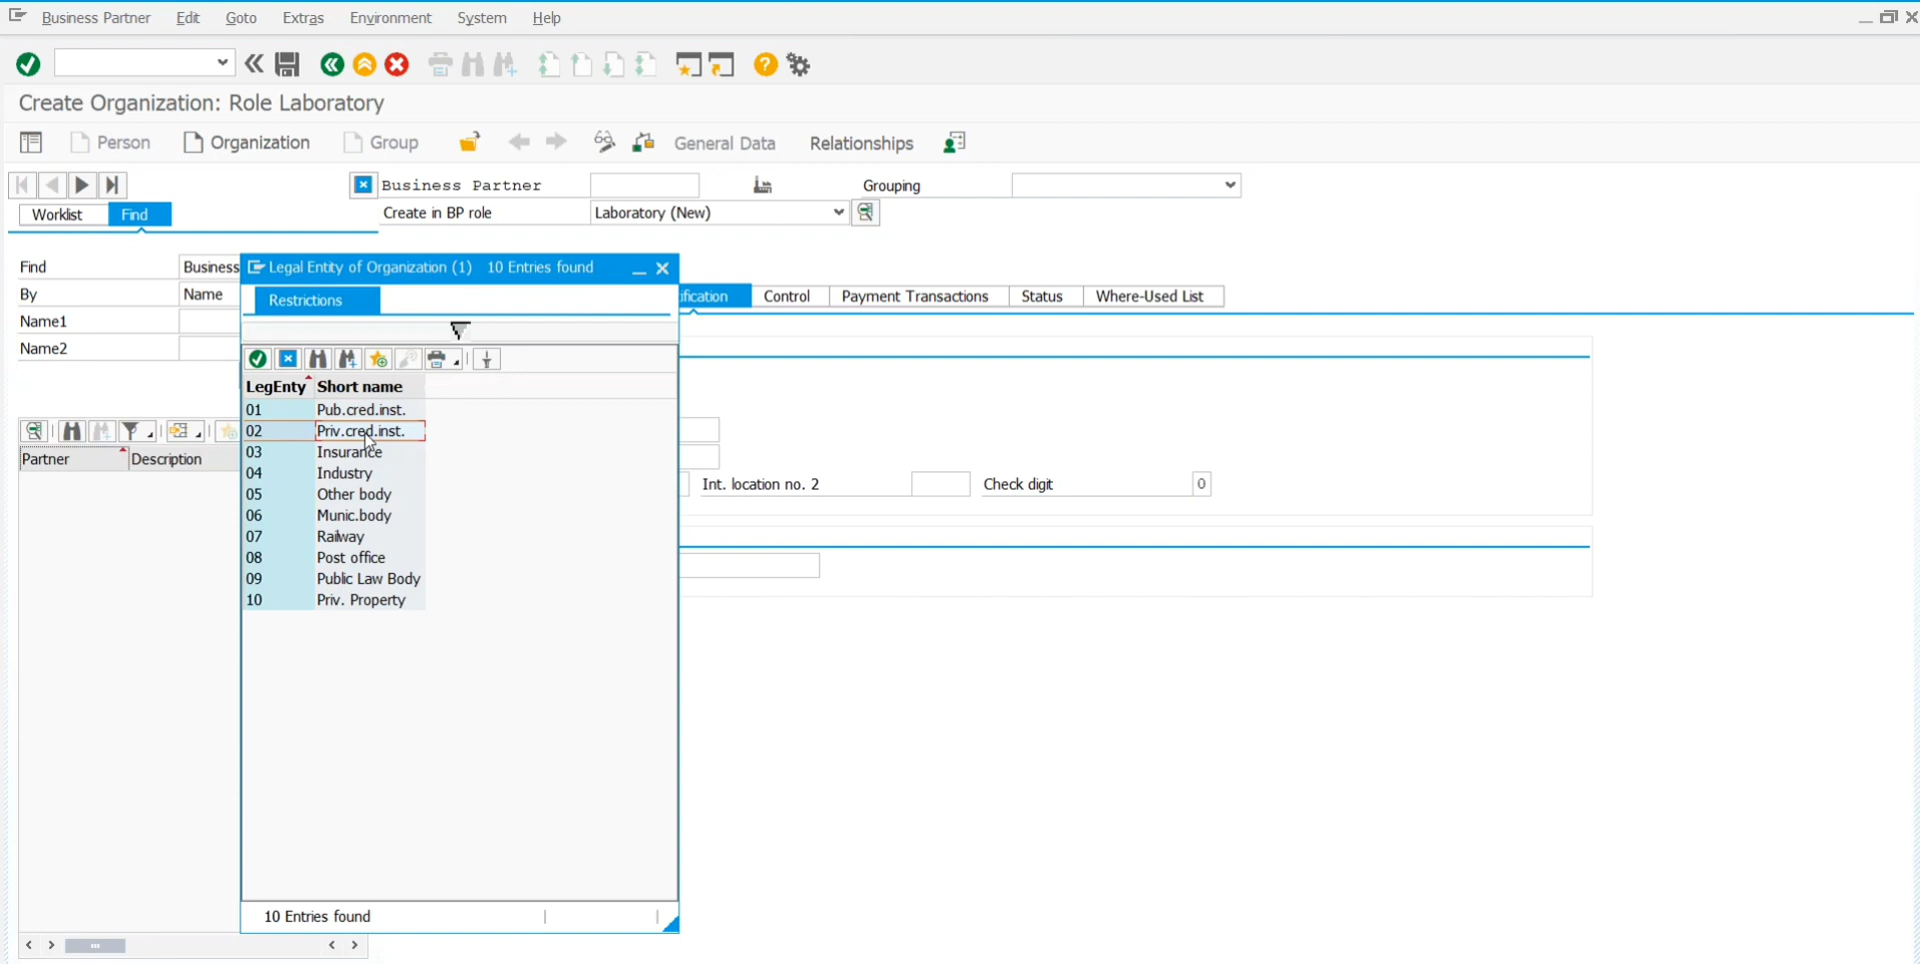 Business Partner Edit Goto Extras Environment System Help
Create Organization: Role Laboratory
Person Organization Group General Data Relationships
Business Partner Grouping
Worklist Find Create in BP role Laboratory (New)
Find Business
By Name
Name1
Name2
Partner Description
Legal Entity of Organization (1) 10 Entries found
Restrictions
LegEnty Short name
01 Pub.cred.inst.
02 Priv.cred.inst.
03 Insurance
04 Industry
05 Other body
06 Munic.body
07 Railway
08 Post office
09 Public Law Body
10 Priv. Property
10 Entries found
ification Control Payment Transactions Status Where-Used List
Int. location no. 2 Check digit 0